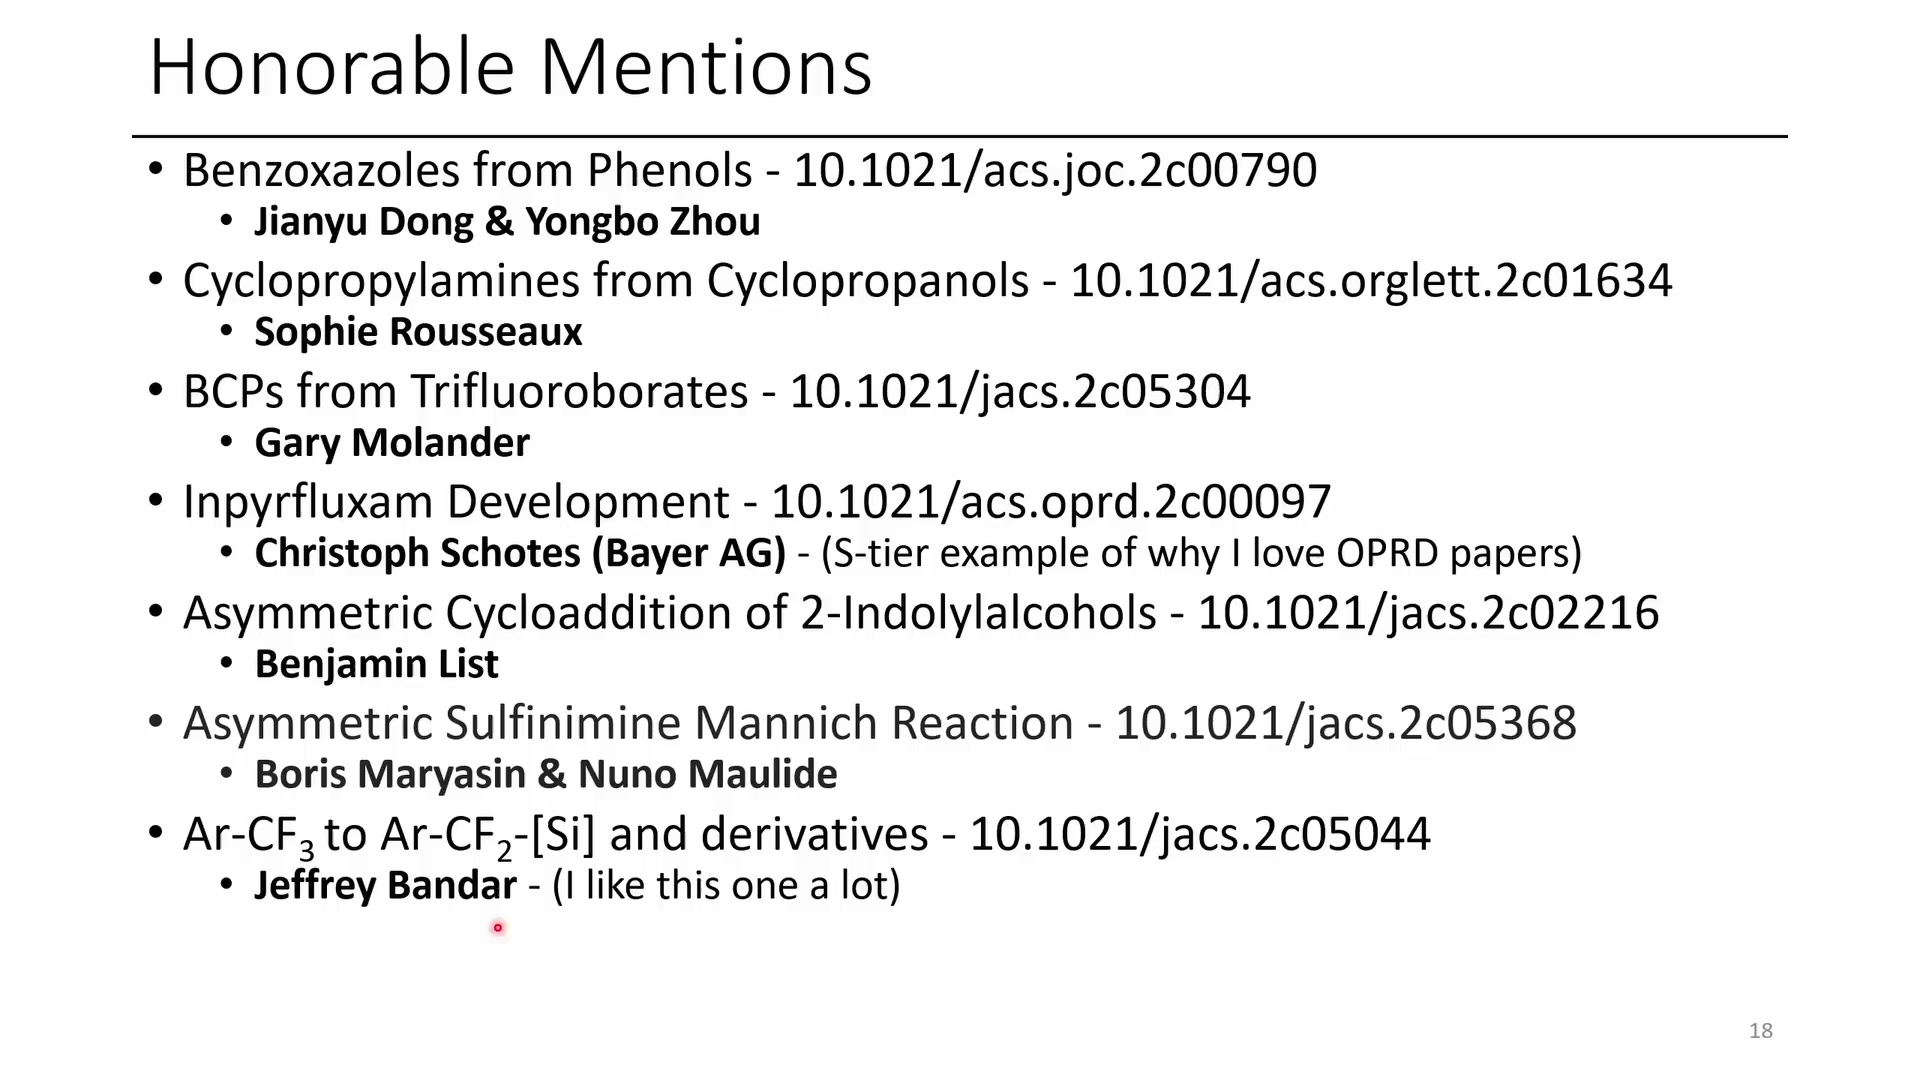 Honorable Mentions
• Benzoxazoles from Phenols - 10.1021/acs.joc.2c00790
• Jianyu Dong & Yongbo Zhou
• Cyclopropylamines from Cyclopropanols - 10.1021/acs.orglett.2c01634
• Sophie Rousseaux
• BCPs from Trifluoroborates - 10.1021/jacs.2c05304
• Gary Molander
• Inpyrfluxam Development - 10.1021/acs.oprd.2c00097
• Christoph Schotes (Bayer AG) - (S-tier example of why I love OPRD papers)
• Asymmetric Cycloaddition of 2-Indolylalcohols - 10.1021/jacs.2c02216
• Benjamin List
• Asymmetric Sulfinimine Mannich Reaction - 10.1021/jacs.2c05368
• Boris Maryasin & Nuno Maulide
• Ar-CF₃ to Ar-CF₂-[Si] and derivatives - 10.1021/jacs.2c05044
• Jeffrey Bandar - (I like this one a lot)
18